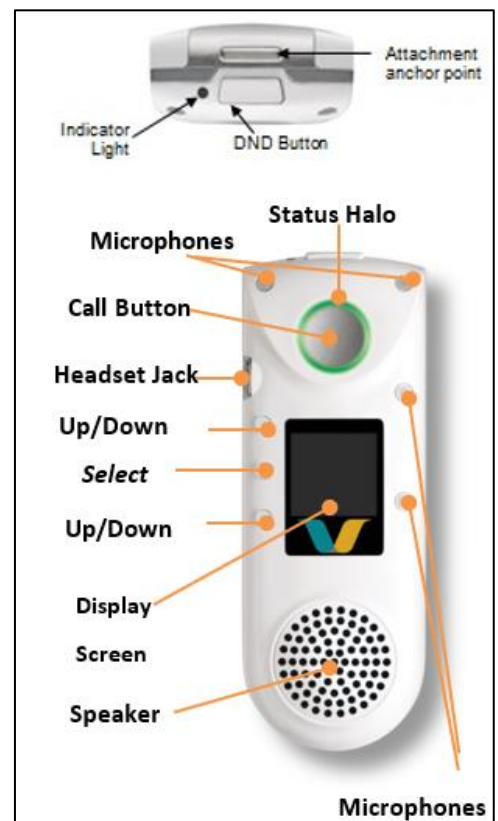 Attachment
anchor point
Indicator
Light
DND Button
Status Halo
Microphones
Call Button
Headset Jack
Up/Down
Select
Up/Down
Display
Screen
Speaker
Microphones